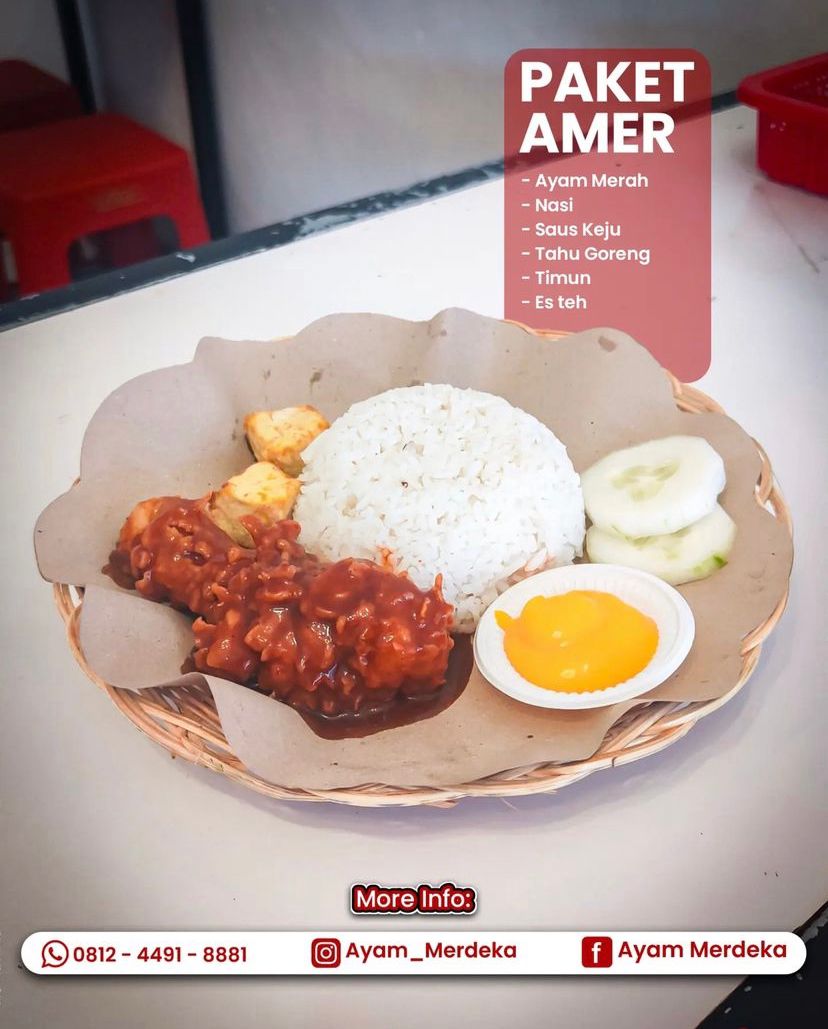 PAKET
AMER
- Ayam Merah
- Nasi
- Saus Keju
- Tahu Goreng
- Timun
- Es teh
More Info:
0812 - 4491 - 8881
Ayam_Merdeka
Ayam Merdeka